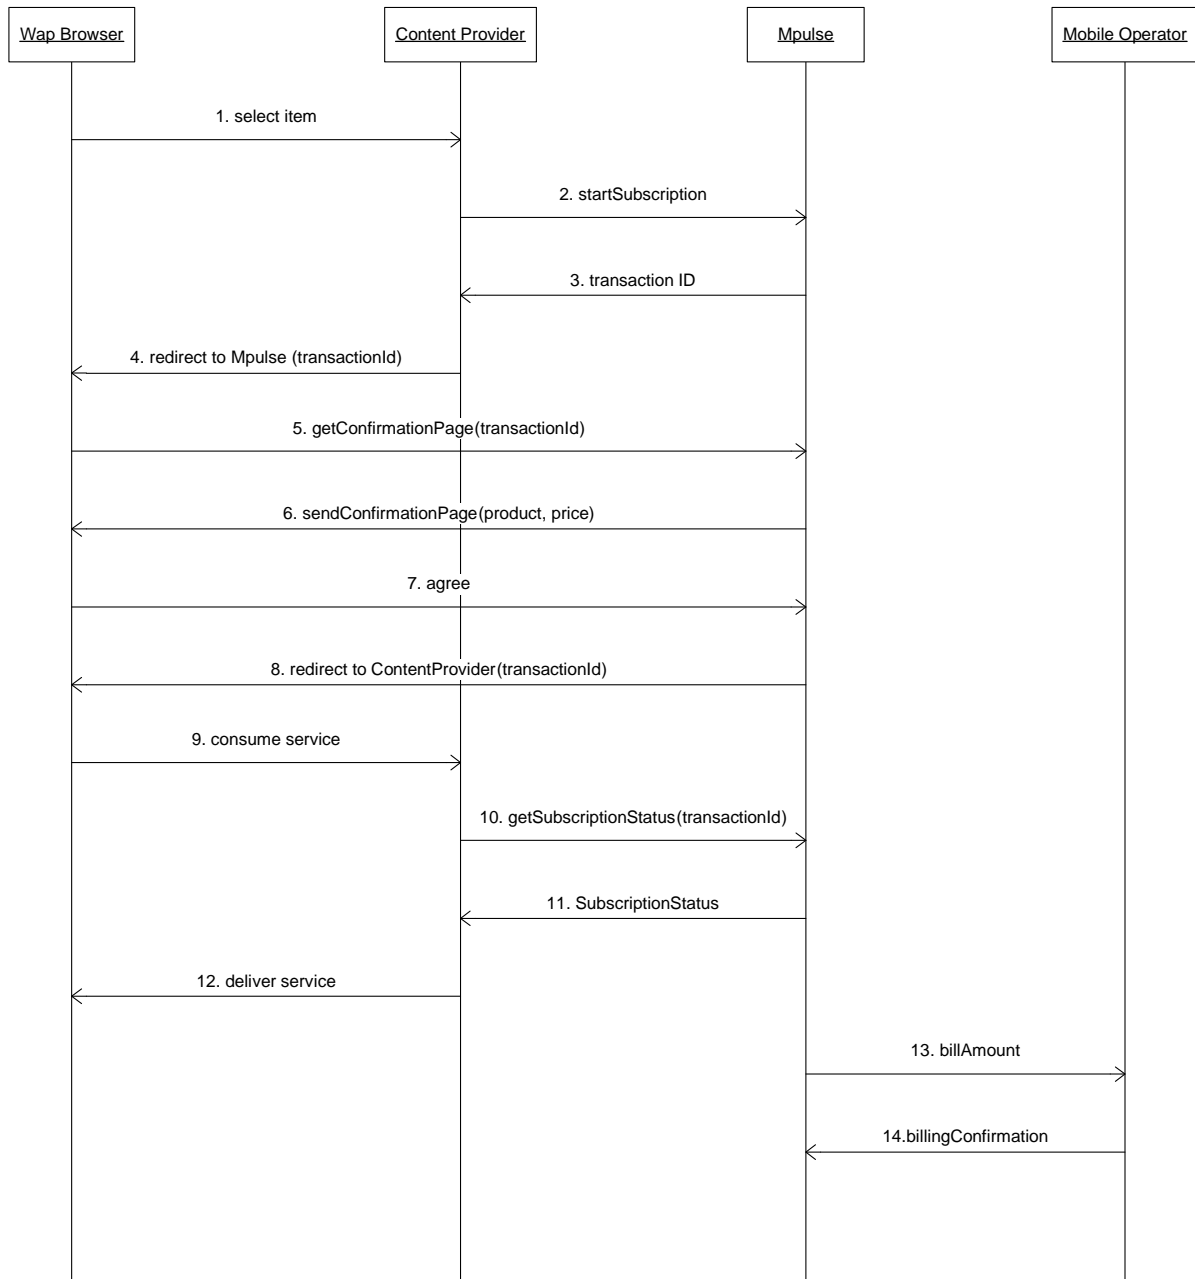 Wap Browser
Content Provider
Mpulse
Mobile Operator
1. select item
2. startSubscription
3. transaction ID
4. redirect to Mpulse (transactionId)
5. getConfirmationPage(transactionId)
6. sendConfirmationPage(product, price)
7. agree
8. redirect to ContentProvider(transactionId)
9. consume service
10. getSubscriptionStatus(transactionId)
11. SubscriptionStatus
12. deliver service
13. billAmount
14.billingConfirmation